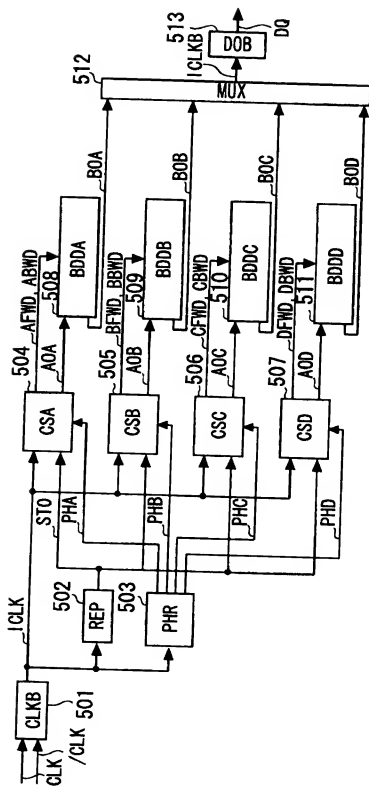 CLK
/CLK
CLKB
501
ICLK
REP
502
PHR
503
STO
PHA
PHB
PHC
PHD
CSA
504
CSB
505
CSC
506
CSD
507
AFWD, ABWD
AOA
508
BDDA
BFWD, BBWD
AOB
509
BDDB
CFWD, CBWD
AOC
510
BDDC
DFWD, DBWD
AOD
511
BDDD
BOA
BOB
BOC
BOD
MUX
512
ICLKB
DOB
513
DQ